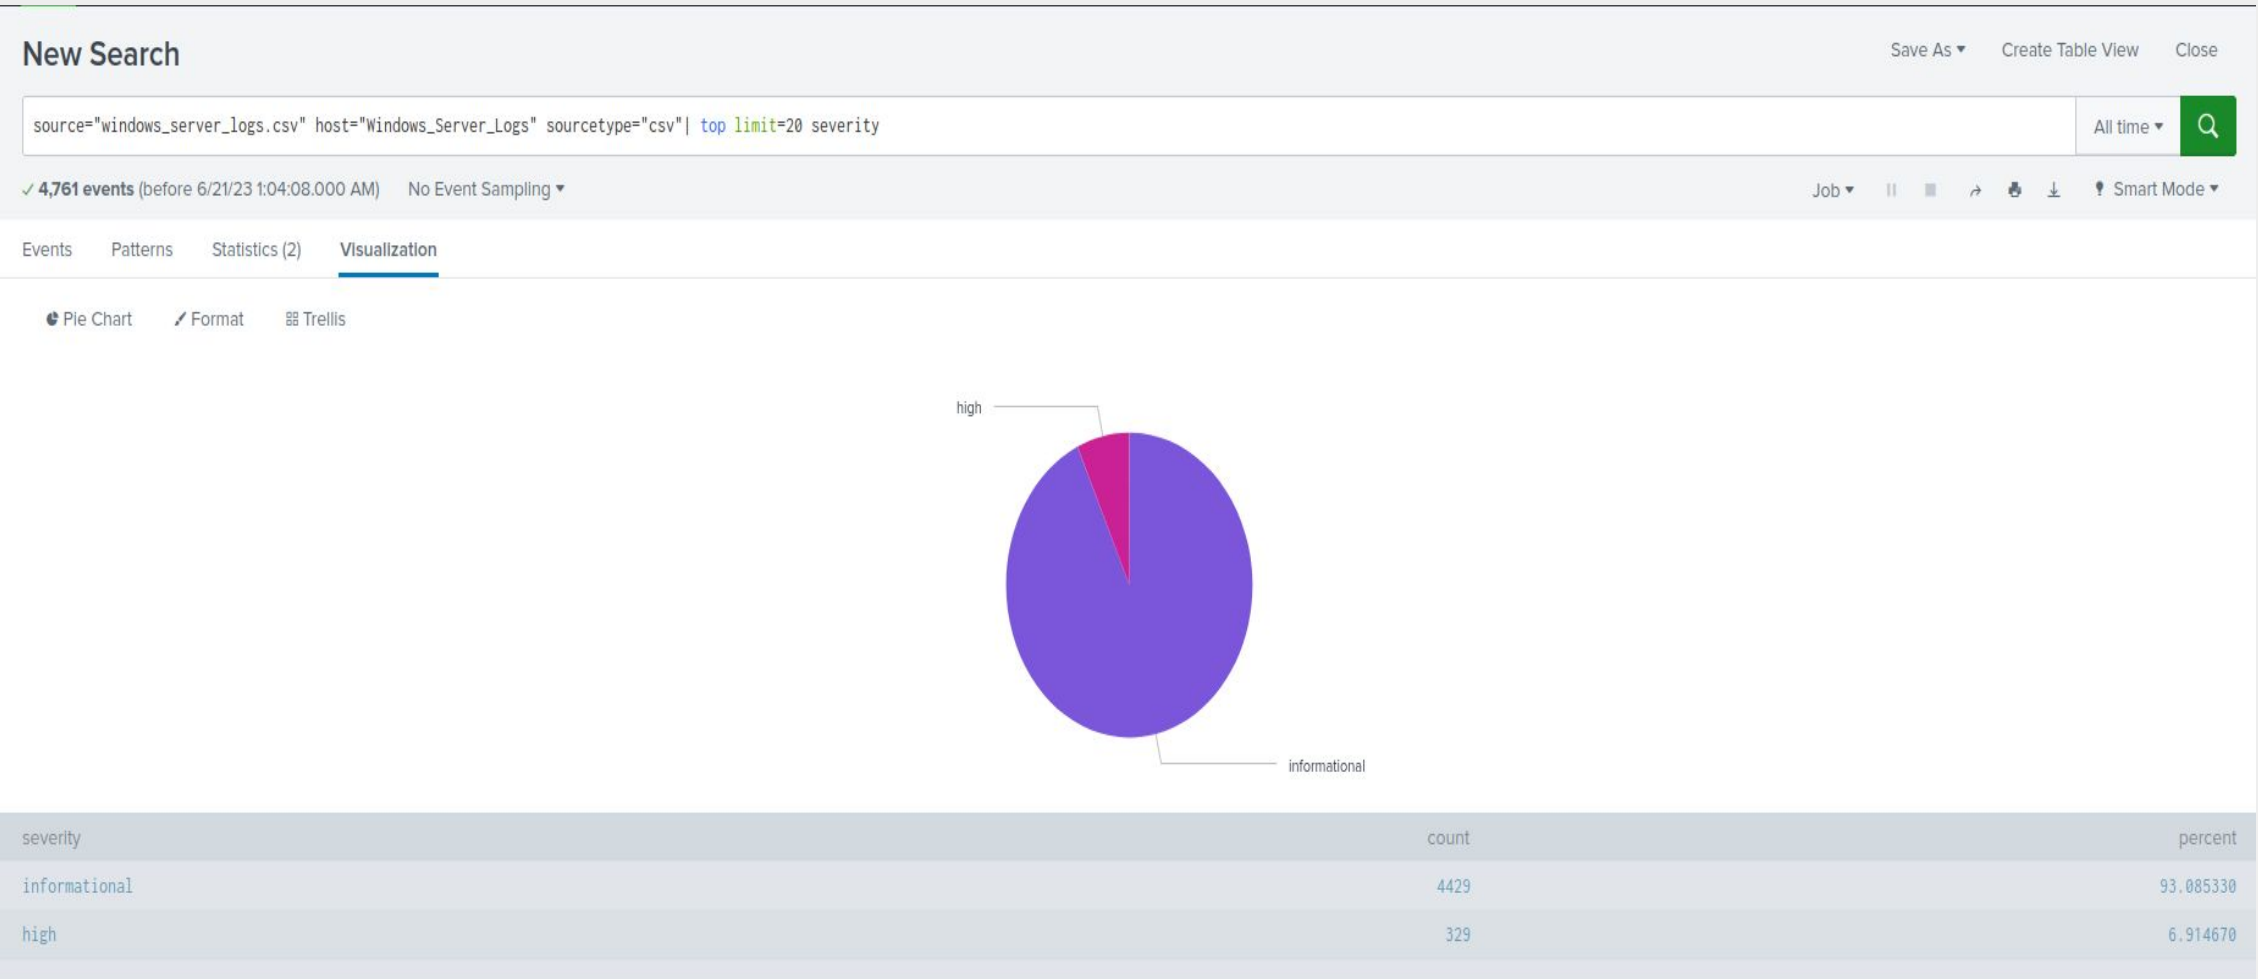 New Search
Save As Create Table View Close
source="windows_server_logs.csv" host="Windows_Server_Logs" sourcetype="csv"| top limit=20 severity
All time
4,761 events (before 6/21/23 1:04:08.000 AM) No Event Sampling
Job Smart Mode
Events Patterns Statistics (2) Visualization
Pie Chart Format Trellis
high
informational
severity count percent
informational 4429 93.085330
high 329 6.914670